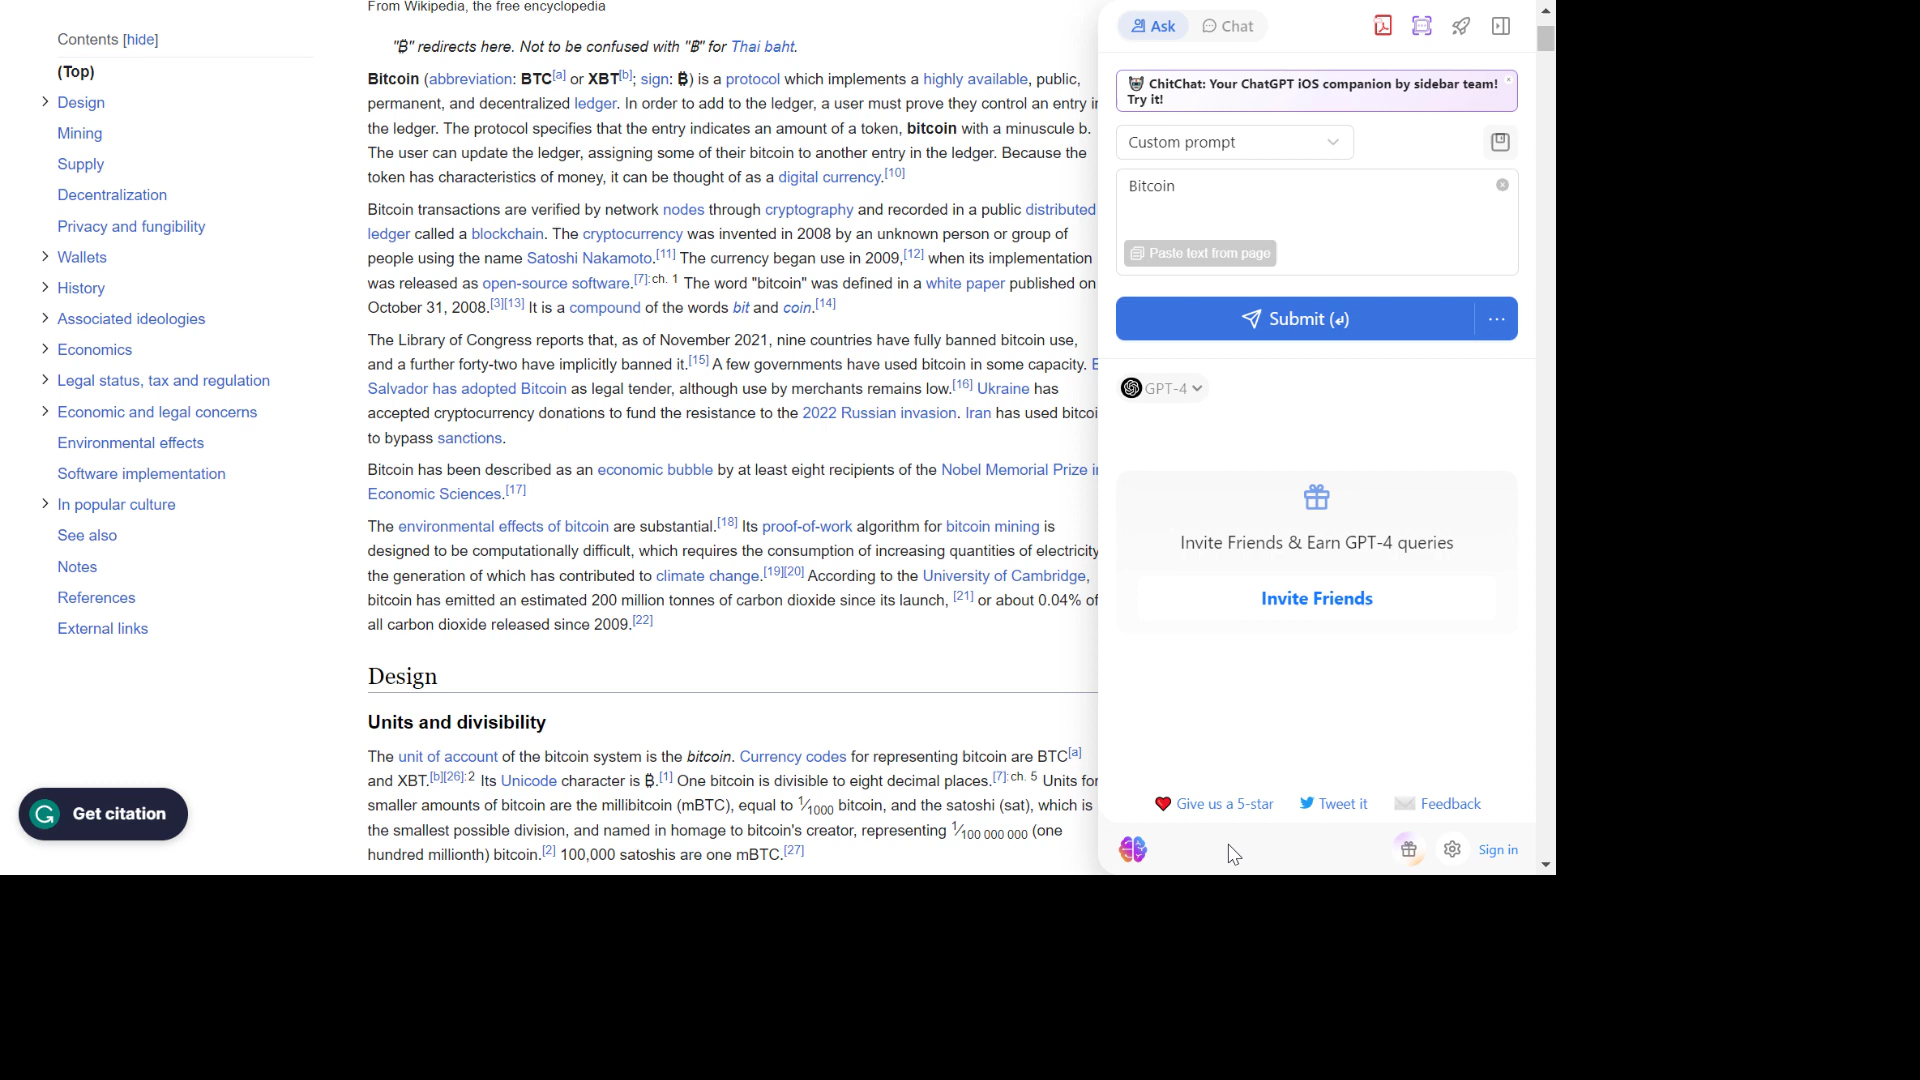 Contents [hide]
(Top)
Design
Mining
Supply
Decentralization
Privacy and fungibility
Wallets
History
Associated ideologies
Economics
Legal status, tax and regulation
Economic and legal concerns
Environmental effects
Software implementation
In popular culture
See also
Notes
References
External links
Get citation
From Wikipedia, the free encyclopedia
"₿" redirects here. Not to be confused with "฿" for Thai baht.
Bitcoin (abbreviation: BTC[a] or XBT[b]; sign: ₿) is a protocol which implements a highly available, public,
permanent, and decentralized ledger. In order to add to the ledger, a user must prove they control an entry in
the ledger. The protocol specifies that the entry indicates an amount of a token, bitcoin with a minuscule b.
The user can update the ledger, assigning some of their bitcoin to another entry in the ledger. Because the
token has characteristics of money, it can be thought of as a digital currency.[10]
Bitcoin transactions are verified by network nodes through cryptography and recorded in a public distributed
ledger called a blockchain. The cryptocurrency was invented in 2008 by an unknown person or group of
people using the name Satoshi Nakamoto.[11] The currency began use in 2009,[12] when its implementation
was released as open-source software.[7]:ch. 1 The word "bitcoin" was defined in a white paper published on
October 31, 2008.[3][13] It is a compound of the words bit and coin.[14]
The Library of Congress reports that, as of November 2021, nine countries have fully banned bitcoin use,
and a further forty-two have implicitly banned it.[15] A few governments have used bitcoin in some capacity. E
Salvador has adopted Bitcoin as legal tender, although use by merchants remains low.[16] Ukraine has
accepted cryptocurrency donations to fund the resistance to the 2022 Russian invasion. Iran has used bitcoi
to bypass sanctions.
Bitcoin has been described as an economic bubble by at least eight recipients of the Nobel Memorial Prize in
Economic Sciences.[17]
The environmental effects of bitcoin are substantial.[18] Its proof-of-work algorithm for bitcoin mining is
designed to be computationally difficult, which requires the consumption of increasing quantities of electricity
the generation of which has contributed to climate change.[19][20] According to the University of Cambridge,
bitcoin has emitted an estimated 200 million tonnes of carbon dioxide since its launch, [21] or about 0.04% of
all carbon dioxide released since 2009.[22]
Design
Units and divisibility
The unit of account of the bitcoin system is the bitcoin. Currency codes for representing bitcoin are BTC[a]
and XBT.[b][26]:2 Its Unicode character is ₿.[1] One bitcoin is divisible to eight decimal places.[7]:ch. 5 Units for
smaller amounts of bitcoin are the millibitcoin (mBTC), equal to 1/1000 bitcoin, and the satoshi (sat), which is
the smallest possible division, and named in homage to bitcoin's creator, representing 1/100 000 000 (one
hundred millionth) bitcoin.[2] 100,000 satoshis are one mBTC.[27]
Ask
Chat
ChitChat: Your ChatGPT iOS companion by sidebar team!
Try it!
Custom prompt
Bitcoin
Paste text from page
Submit (↵)
GPT-4
Invite Friends & Earn GPT-4 queries
Invite Friends
Give us a 5-star
Tweet it
Feedback
Sign in